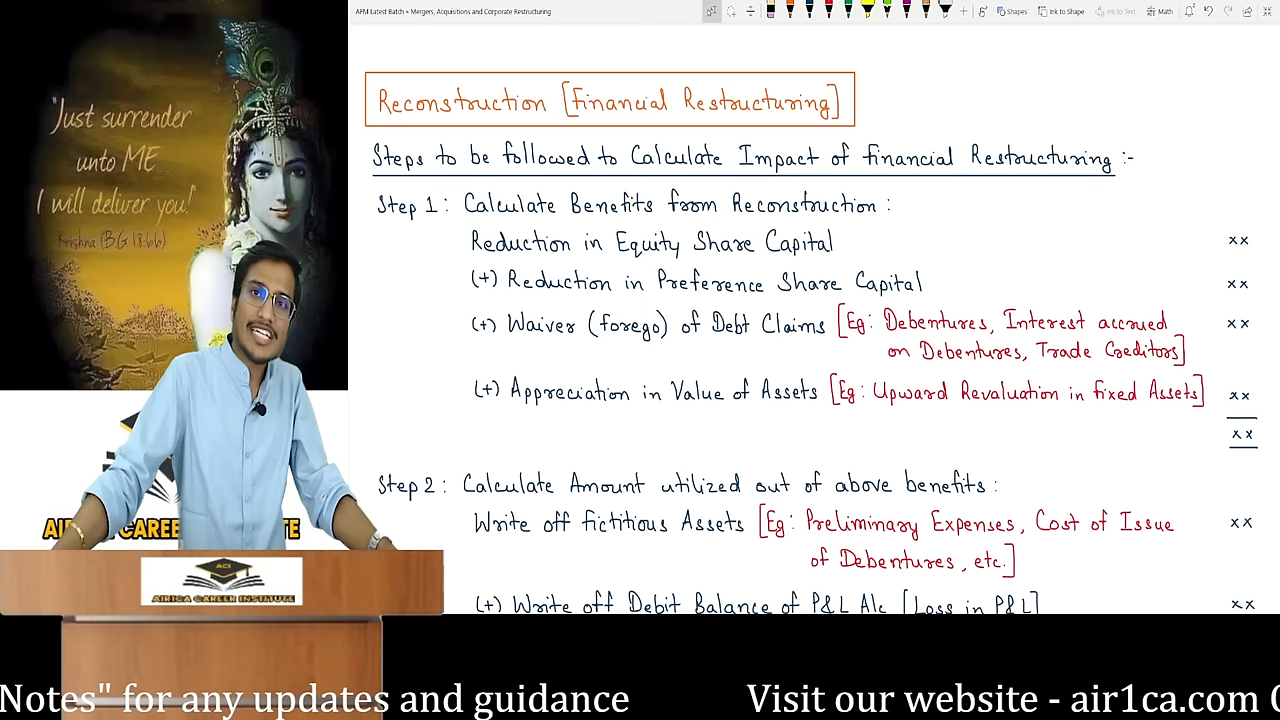 AFM Latest Batch » Mergers, Acquisitions and Corporate Restructuring
Shapes Ink to Shape Ink to Text Math
"Just surrender
unto ME
I will deliver you!"
Krishna (BG 18:66)
Reconstruction [Financial Restructuring]
Steps to be followed to Calculate Impact of Financial Restructuring :-
Step 1 : Calculate Benefits from Reconstruction :
Reduction in Equity Share Capital xx
(+) Reduction in Preference Share Capital xx
(+) Waiver (forego) of Debt Claims [Eg: Debentures, Interest accrued xx
on Debentures, Trade Creditors]
(+) Appreciation in Value of Assets [Eg: Upward Revaluation in fixed Assets] xx
xx
Step 2 : Calculate Amount utilized out of above benefits :
Write off fictitious Assets [Eg: Preliminary Expenses, Cost of Issue xx
of Debentures, etc.]
(+) Write off Debit Balance of P&L A/c [Loss in P&L] xx
ACI
AIR1CA CAREER INSTITUTE
Notes" for any updates and guidance Visit our website - air1ca.com